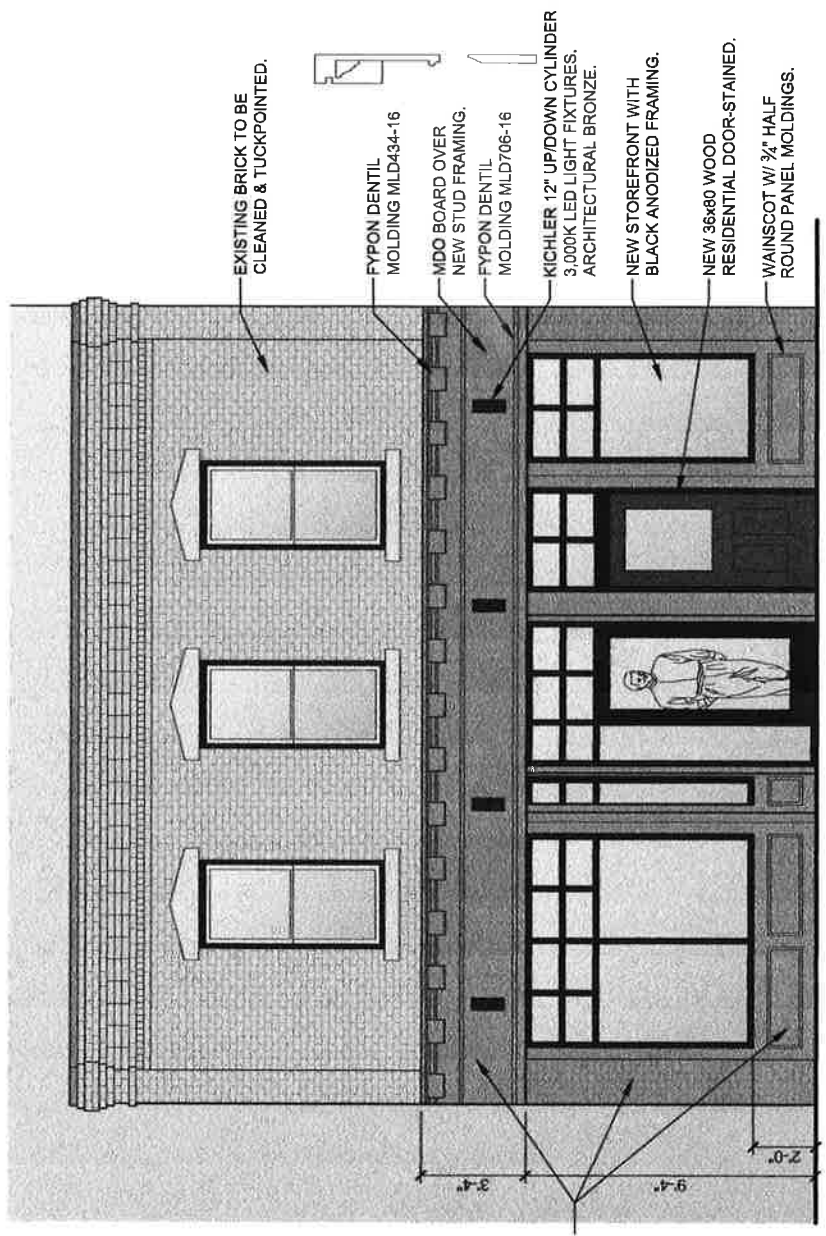 EXISTING BRICK TO BE
CLEANED & TUCKPOINTED.
FYPON DENTIL
MOLDING MLD434-16
MDO BOARD OVER
NEW STUD FRAMING.
FYPON DENTIL
MOLDING MLD706-16
KICHLER 12" UP/DOWN CYLINDER
3,000K LED LIGHT FIXTURES.
ARCHITECTURAL BRONZE.
NEW STOREFRONT WITH
BLACK ANODIZED FRAMING.
NEW 36x80 WOOD
RESIDENTIAL DOOR-STAINED.
WAINSCOT W/ ¾" HALF
ROUND PANEL MOLDINGS.
3'-4"
9'-4"
2'-0"